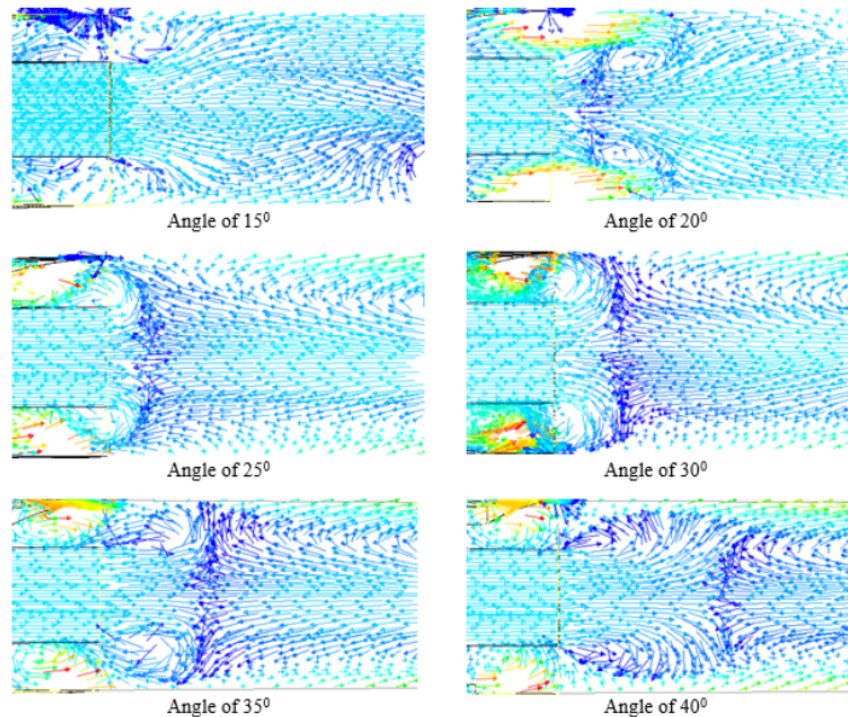 Angle of 15⁰
Angle of 20⁰
Angle of 25⁰
Angle of 30⁰
Angle of 35⁰
Angle of 40⁰